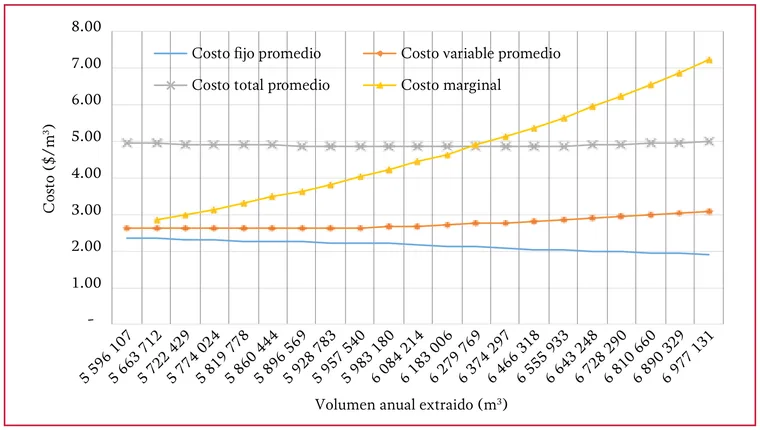 8.00
7.00
6.00
5.00
4.00
3.00
2.00
1.00
-
Costo ($/m³)
Costo fijo promedio
Costo variable promedio
Costo total promedio
Costo marginal
5 596 107
5 663 712
5 722 429
5 774 024
5 819 778
5 860 444
5 896 569
5 928 783
5 957 540
5 983 180
6 084 214
6 183 006
6 279 769
6 374 297
6 466 318
6 555 933
6 643 248
6 728 290
6 810 660
6 890 329
6 977 131
Volumen anual extraido (m³)